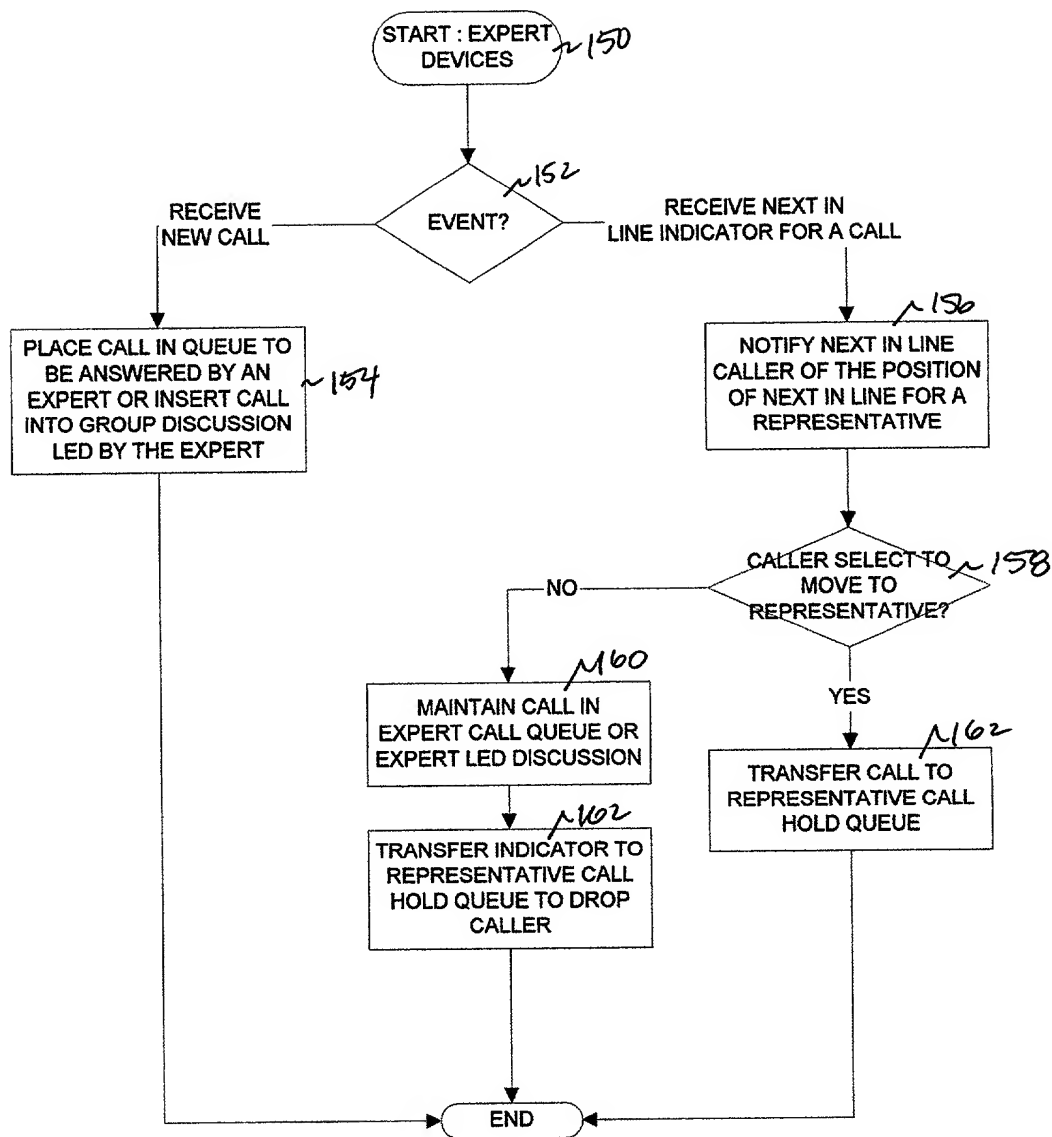 START : EXPERT
DEVICES
~150
EVENT?
~152
RECEIVE
NEW CALL
RECEIVE NEXT IN
LINE INDICATOR FOR A CALL
PLACE CALL IN QUEUE TO
BE ANSWERED BY AN
EXPERT OR INSERT CALL
INTO GROUP DISCUSSION
LED BY THE EXPERT
~154
~156
NOTIFY NEXT IN LINE
CALLER OF THE POSITION
OF NEXT IN LINE FOR A
REPRESENTATIVE
CALLER SELECT TO
MOVE TO
REPRESENTATIVE?
~158
NO
YES
~160
MAINTAIN CALL IN
EXPERT CALL QUEUE OR
EXPERT LED DISCUSSION
~162
TRANSFER CALL TO
REPRESENTATIVE CALL
HOLD QUEUE
~162
TRANSFER INDICATOR TO
REPRESENTATIVE CALL
HOLD QUEUE TO DROP
CALLER
END